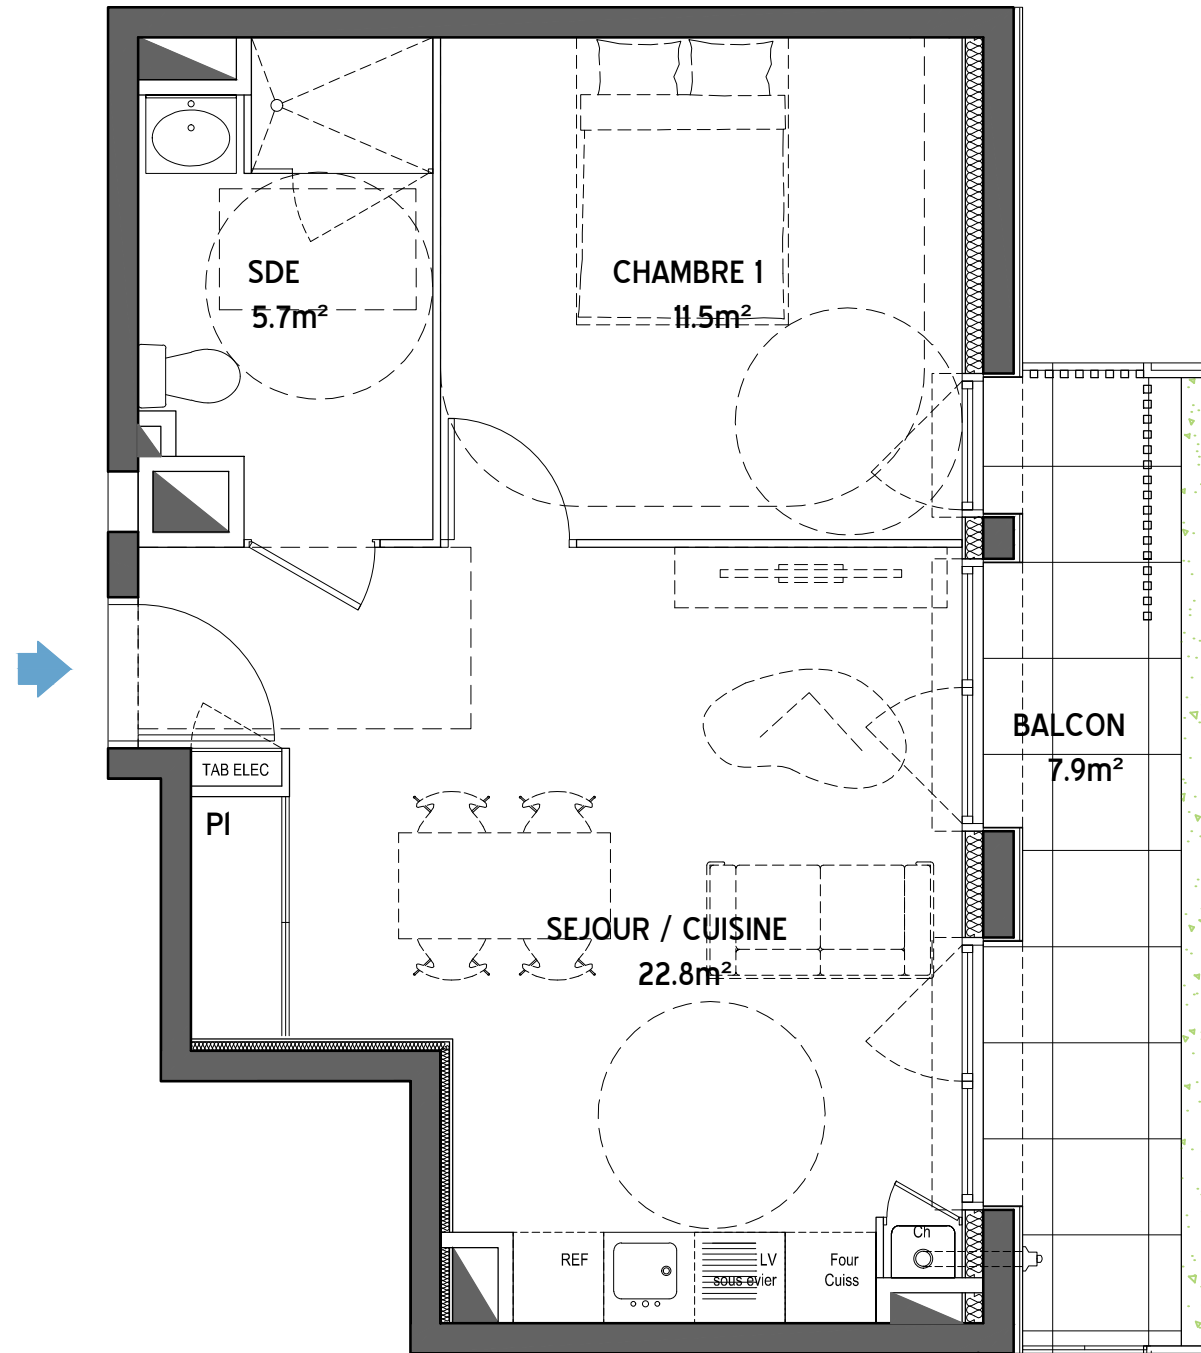 SDE
5.7m²
CHAMBRE 1
11.5m²
BALCON
7.9m²
TAB ELEC
P1
SEJOUR / CUISINE
22.8m²
Ch
REF
LV
sous evier
Four
Cuiss